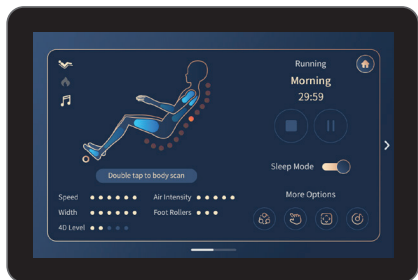 Running
Morning
29:59
Sleep Mode
Double tap to body scan
Speed
Air Intensity
Width
Foot Rollers
4D Level
More Options